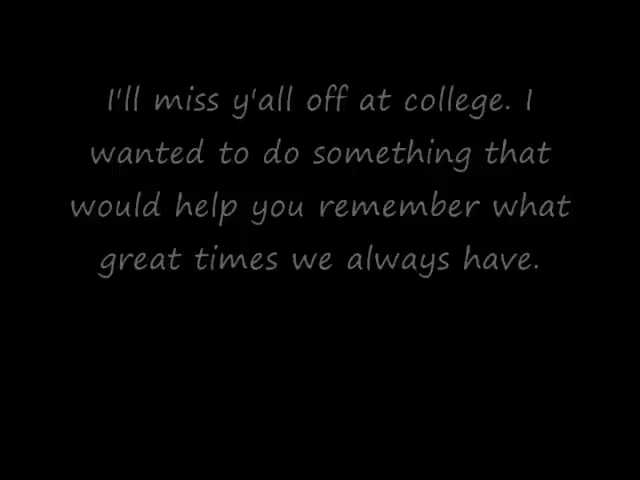 I'll miss y'all off at college. I
wanted to do something that
would help you remember what
great times we always have.